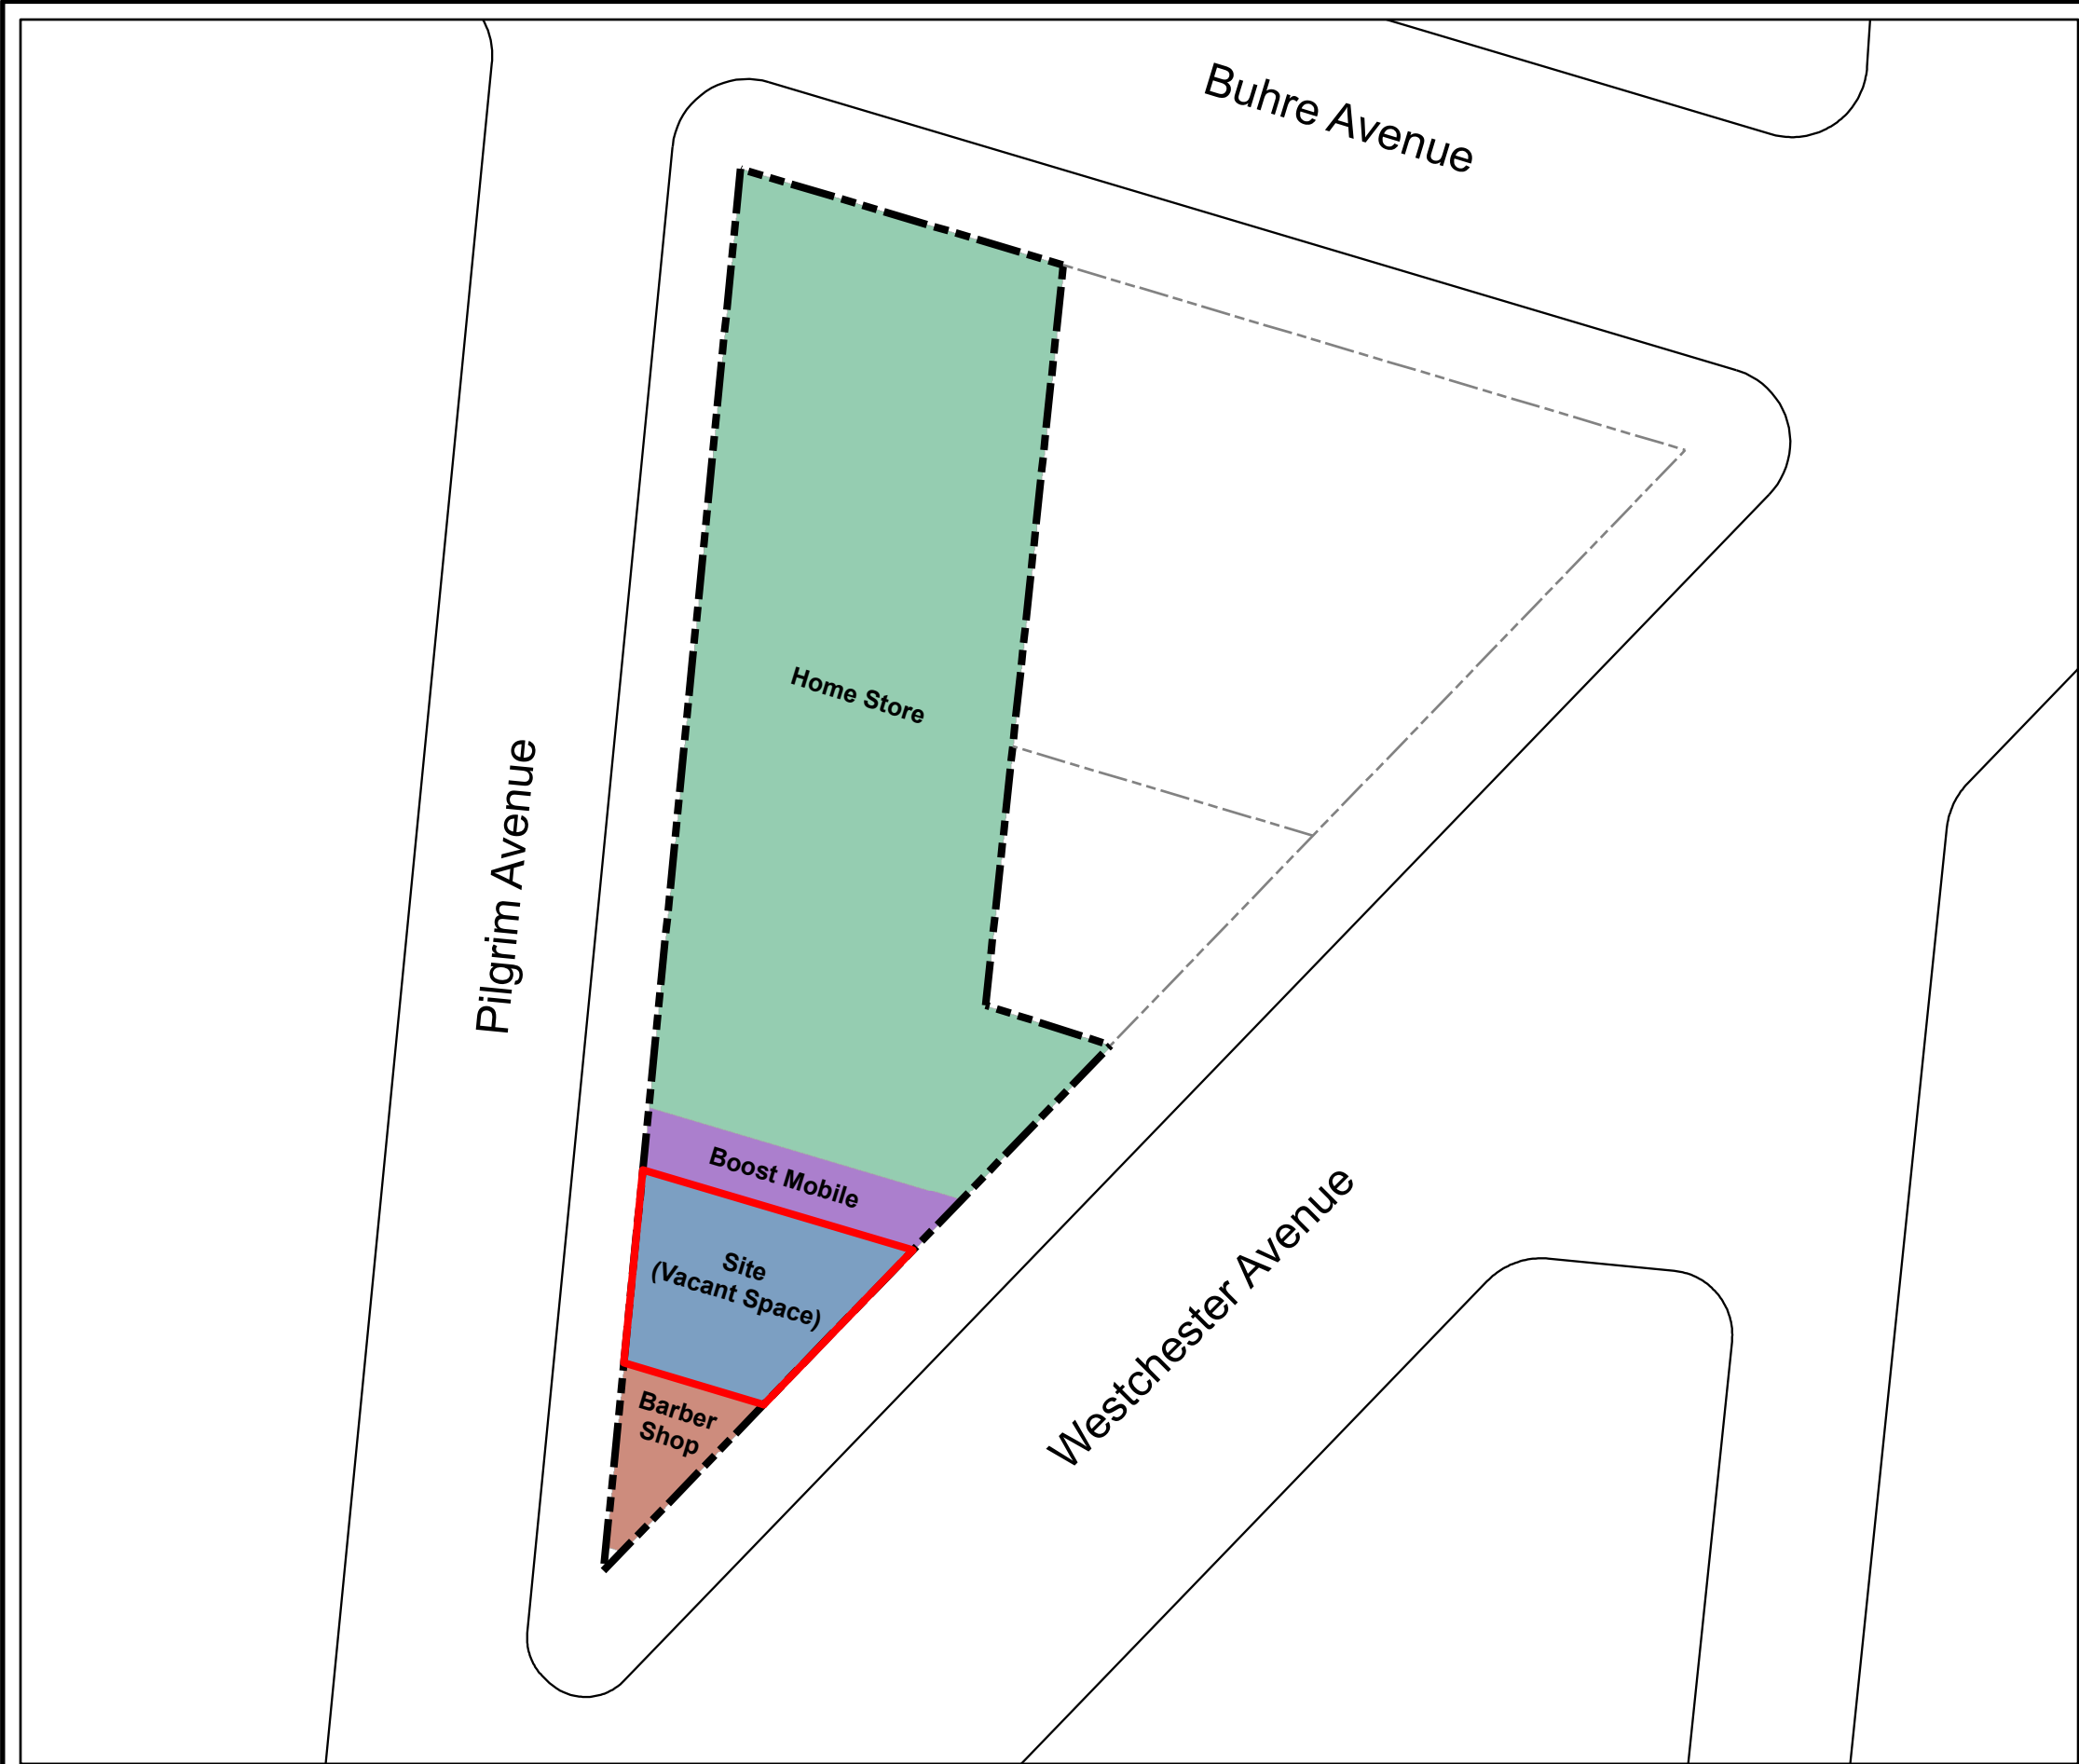 Buhre Avenue
Home Store
Pilgrim Avenue
Boost Mobile
Site
(Vacant Space)
Westchester Avenue
Barber
Shop